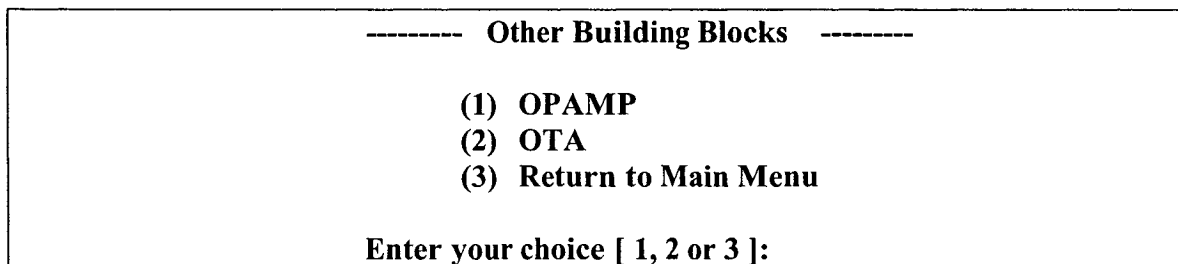 --------- Other Building Blocks ---------
(1) OPAMP
(2) OTA
(3) Return to Main Menu
Enter your choice [ 1, 2 or 3 ]: